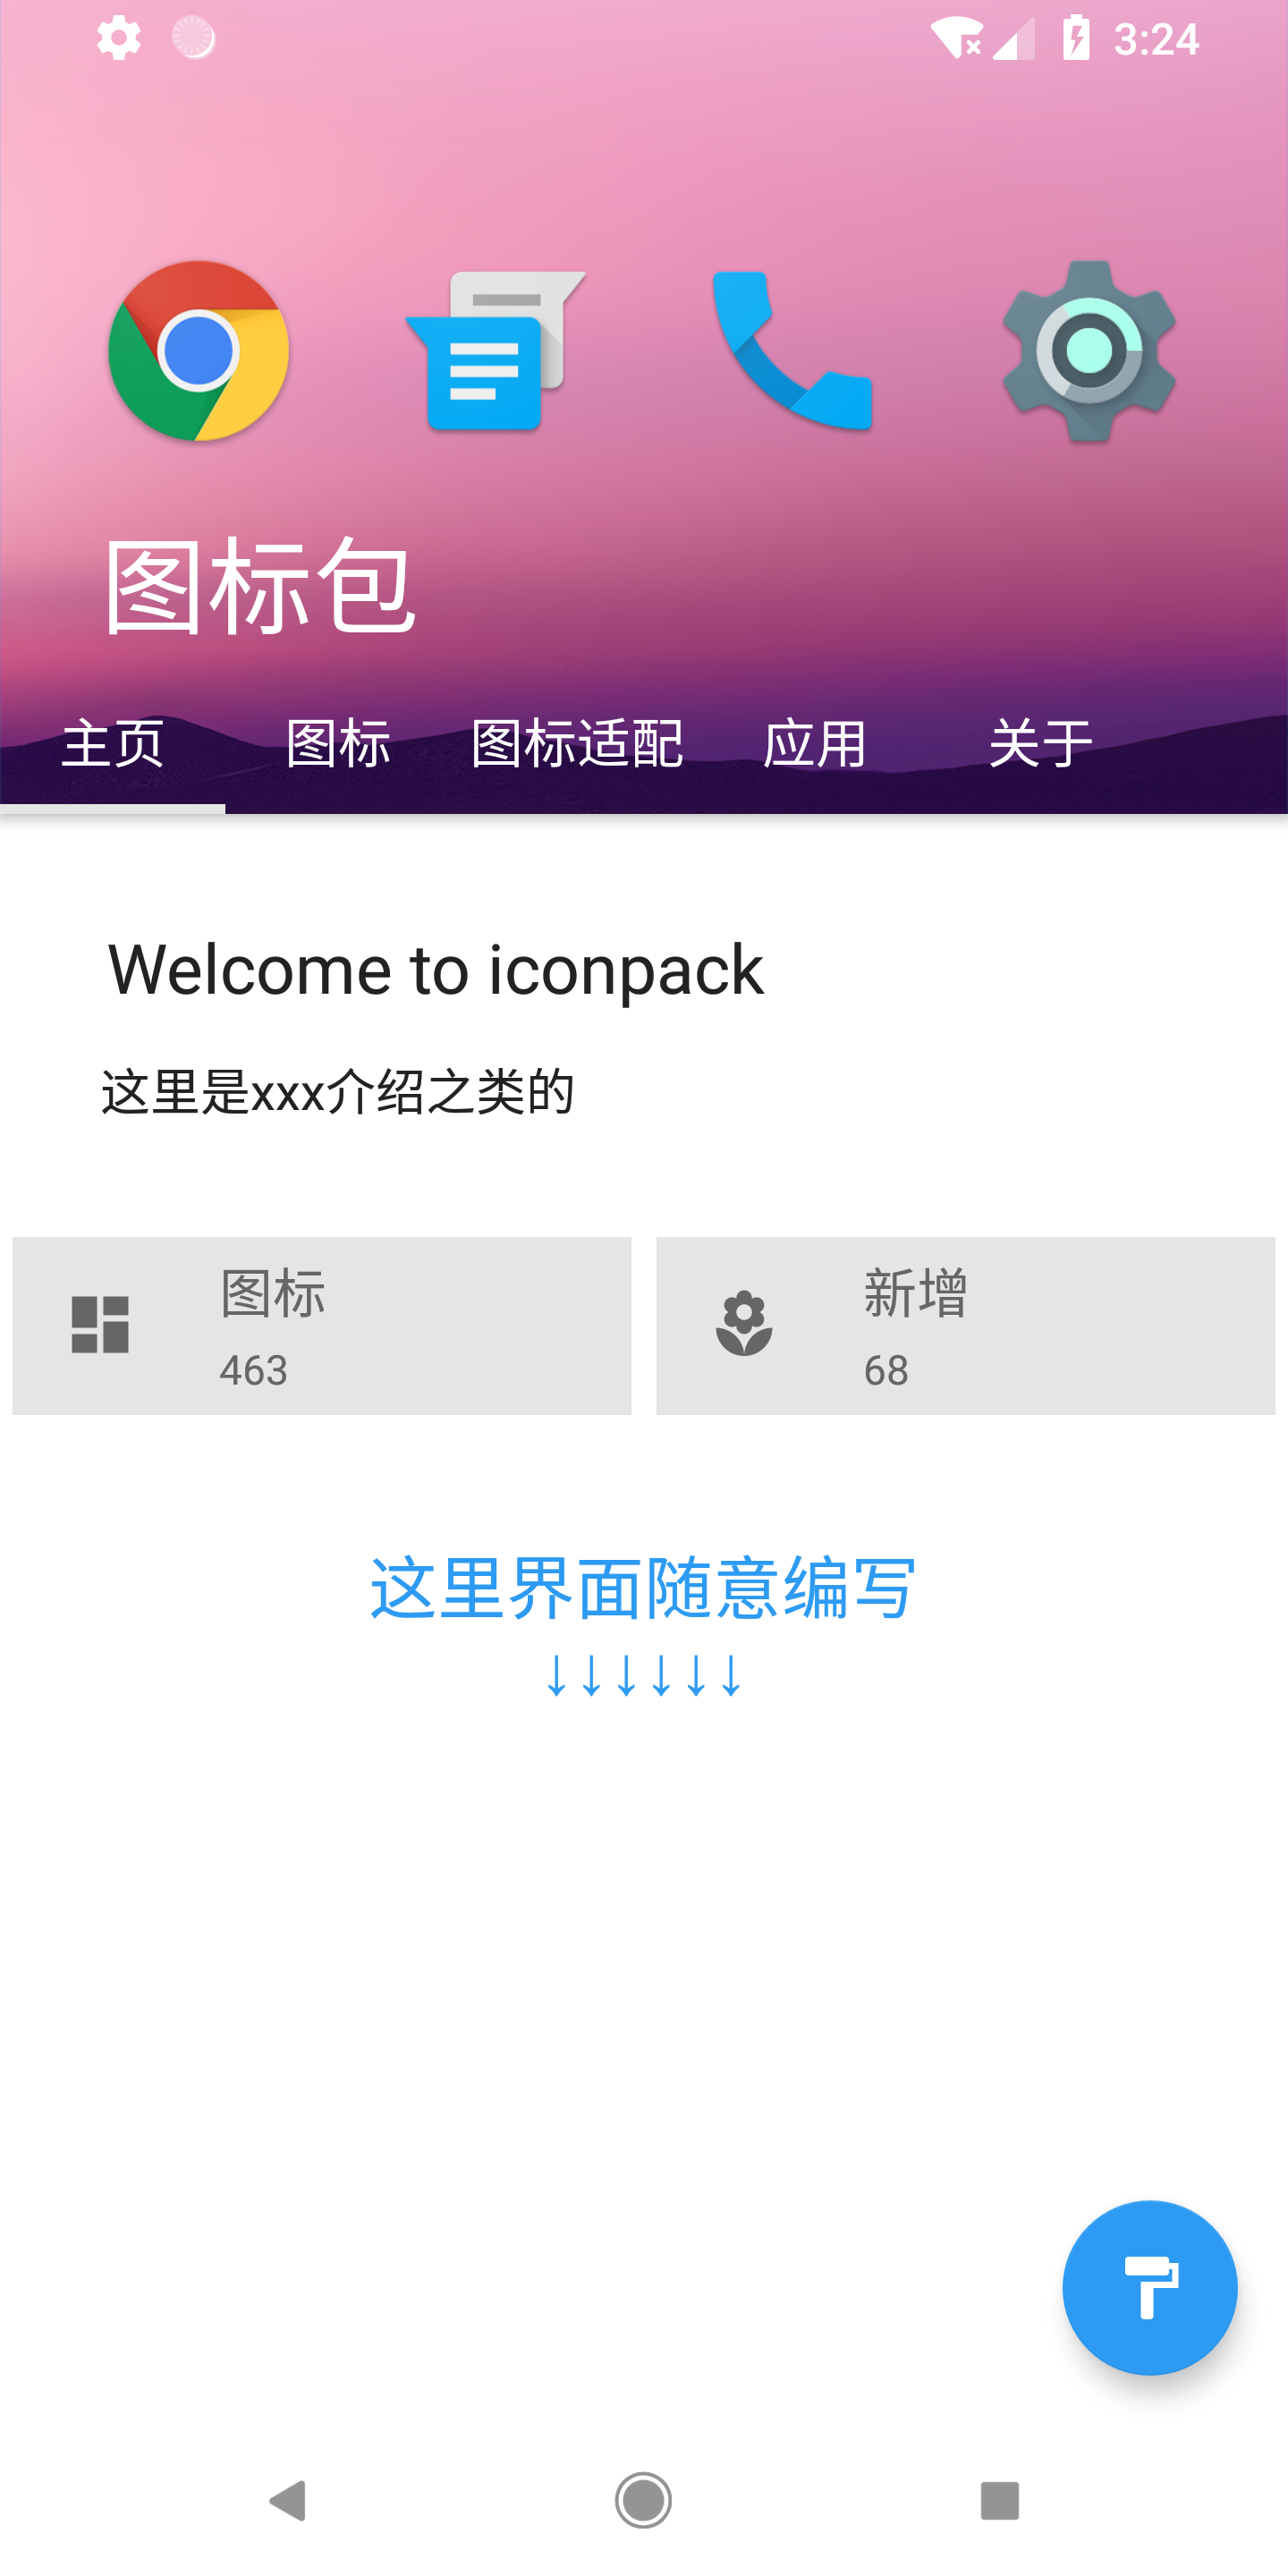 3:24
图标包
主页 图标 图标适配 应用 关于
Welcome to iconpack
这里是xxx介绍之类的
图标
463
新增
68
这里界面随意编写
↓↓↓↓↓↓